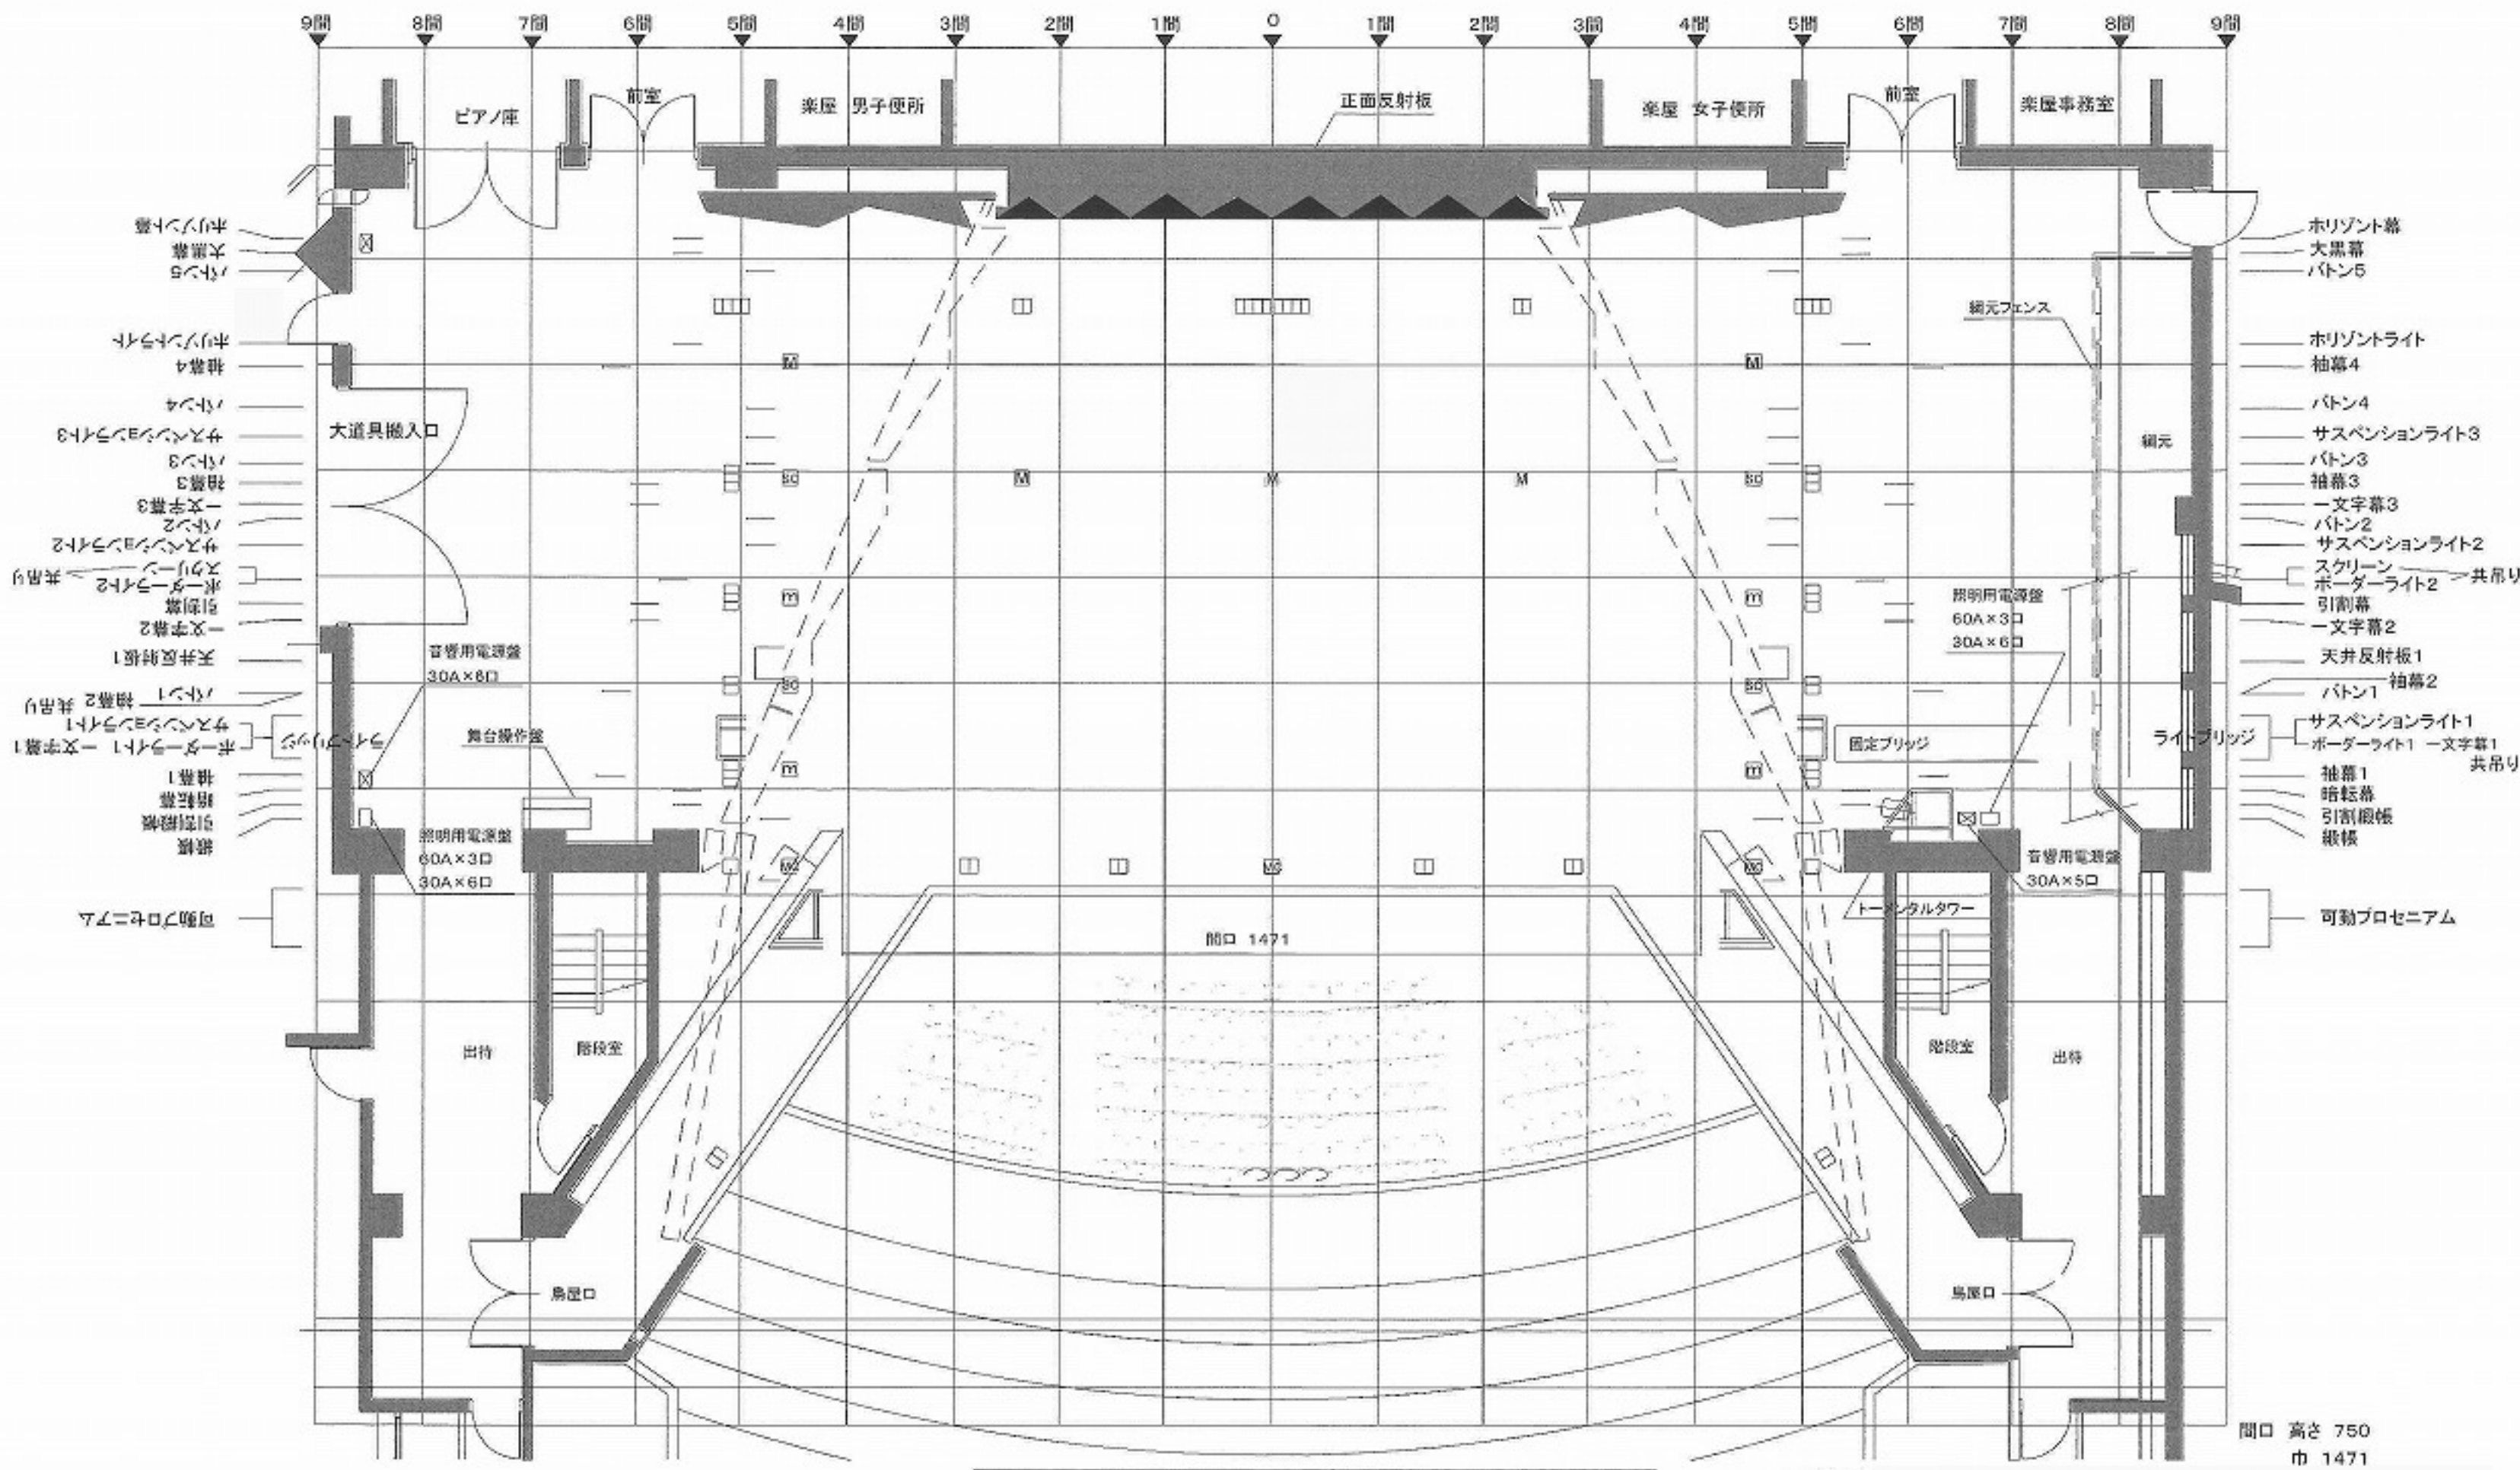 9間 8間 7間 6間 5間 4間 3間 2間 1間 0 1間 2間 3間 4間 5間 6間 7間 8間 9間
ピアノ庫
前室
楽屋 男子便所
正面反射板
楽屋 女子便所
前室
楽屋事務室
ホリゾント幕
大黒幕
バトン5
ホリゾントライト
袖幕4
バトン4
サスペンションライト3
バトン3
袖幕3
一文字幕3
バトン2
サスペンションライト2
スクリーン
ボーダーライト2
共吊り
引割幕
一文字幕2
天井反射板1
バトン1 袖幕2 共吊り
サスペンションライト1
ボーダーライト1 一文字幕1
ライトブリッジ
袖幕1
暗転幕
引割緞帳
緞帳
可動プロセニアム
大道具搬入口
音響用電源盤
30A×6口
舞台操作盤
照明用電源盤
60A×3口
30A×6口
M
M
SC
M
M
M
SC
m
m
SC
SC
m
m
MC
MC
MC
間口 1471
出待
階段室
鳥屋口
綱元フェンス
綱元
照明用電源盤
60A×3口
30A×6口
固定ブリッジ
音響用電源盤
30A×5口
トーメンタルタワー
階段室
出待
鳥屋口
ホリゾント幕
大黒幕
バトン5
ホリゾントライト
袖幕4
バトン4
サスペンションライト3
バトン3
袖幕3
一文字幕3
バトン2
サスペンションライト2
スクリーン
ボーダーライト2
共吊り
引割幕
一文字幕2
天井反射板1
袖幕2
バトン1
サスペンションライト1
ライトブリッジ
ボーダーライト1 一文字幕1
共吊り
袖幕1
暗転幕
引割緞帳
緞帳
可動プロセニアム
間口 高さ 750
巾 1471